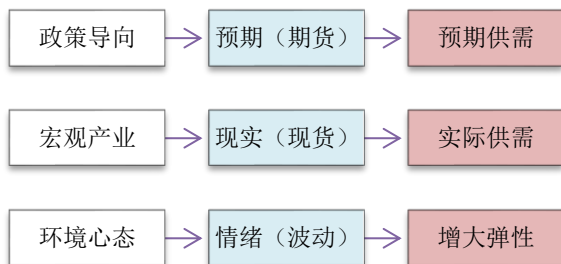 政策导向 预期（期货） 预期供需
宏观产业 现实（现货） 实际供需
环境心态 情绪（波动） 增大弹性